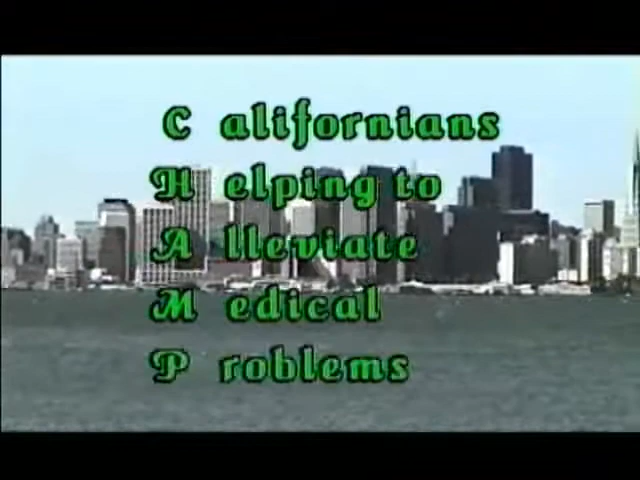 C alifornians
H elping to
A lleviate
M edical
P roblems